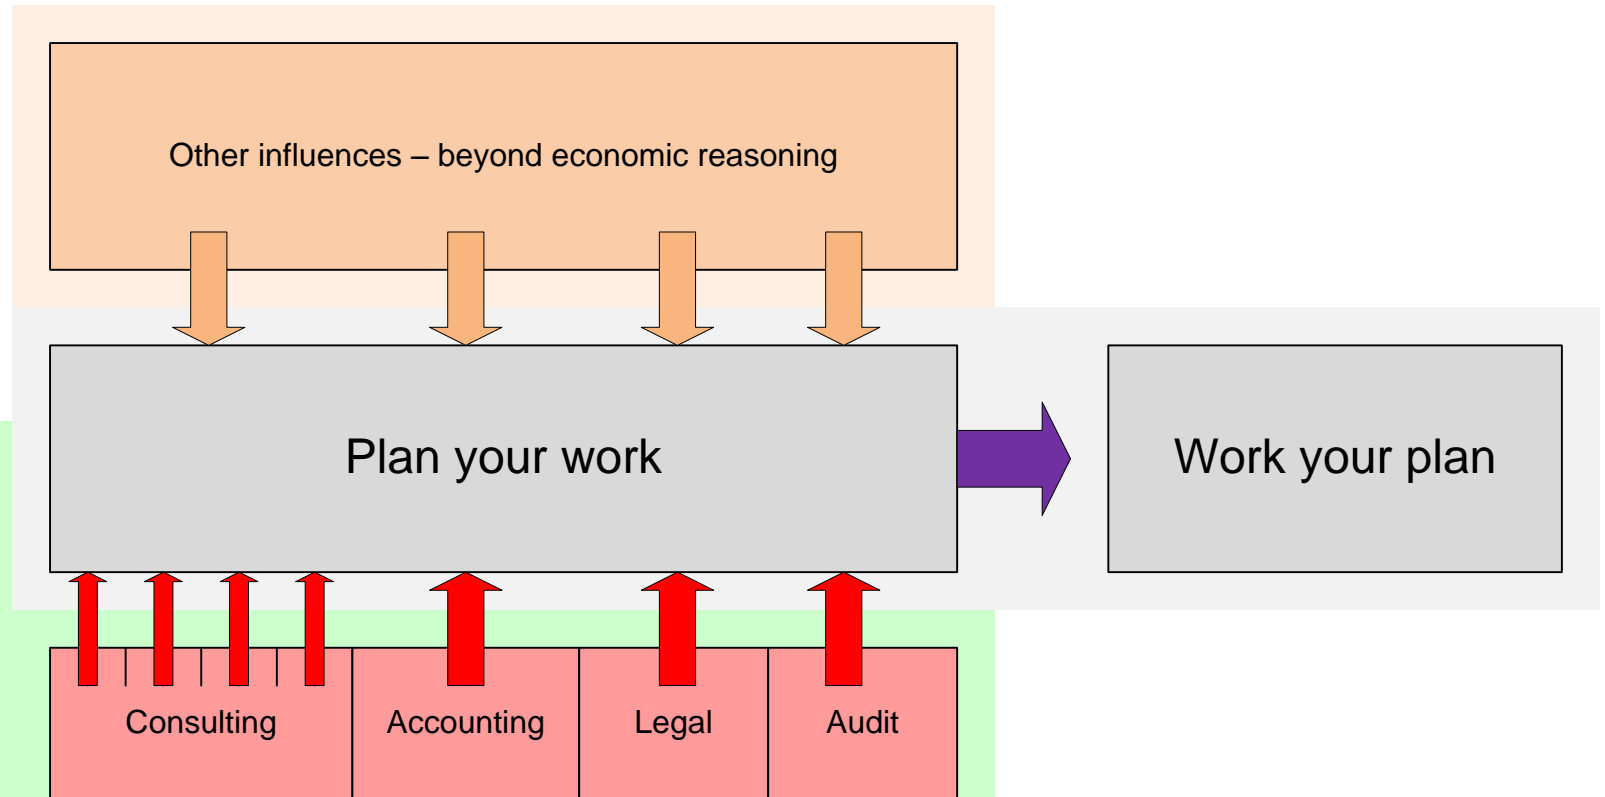 Other influences – beyond economic reasoning
Plan your work
Work your plan
Consulting
Accounting
Legal
Audit